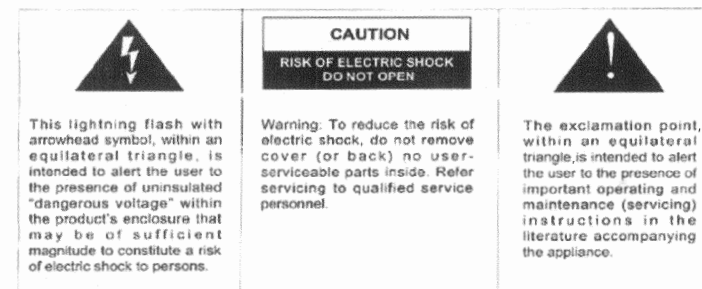 This lightning flash with
arrowhead symbol, within an
equilateral triangle, is
intended to alert the user to
the presence of uninsulated
"dangerous voltage" within
the product's enclosure that
may be of sufficient
magnitude to constitute a risk
of electric shock to persons.
CAUTION
RISK OF ELECTRIC SHOCK
DO NOT OPEN
Warning: To reduce the risk of
electric shock, do not remove
cover (or back) no user-
serviceable parts inside. Refer
servicing to qualified service
personnel.
!
The exclamation point,
within an equilateral
triangle,is intended to alert
the user to the presence of
important operating and
maintenance (servicing)
instructions in the
literature accompanying
the appliance.